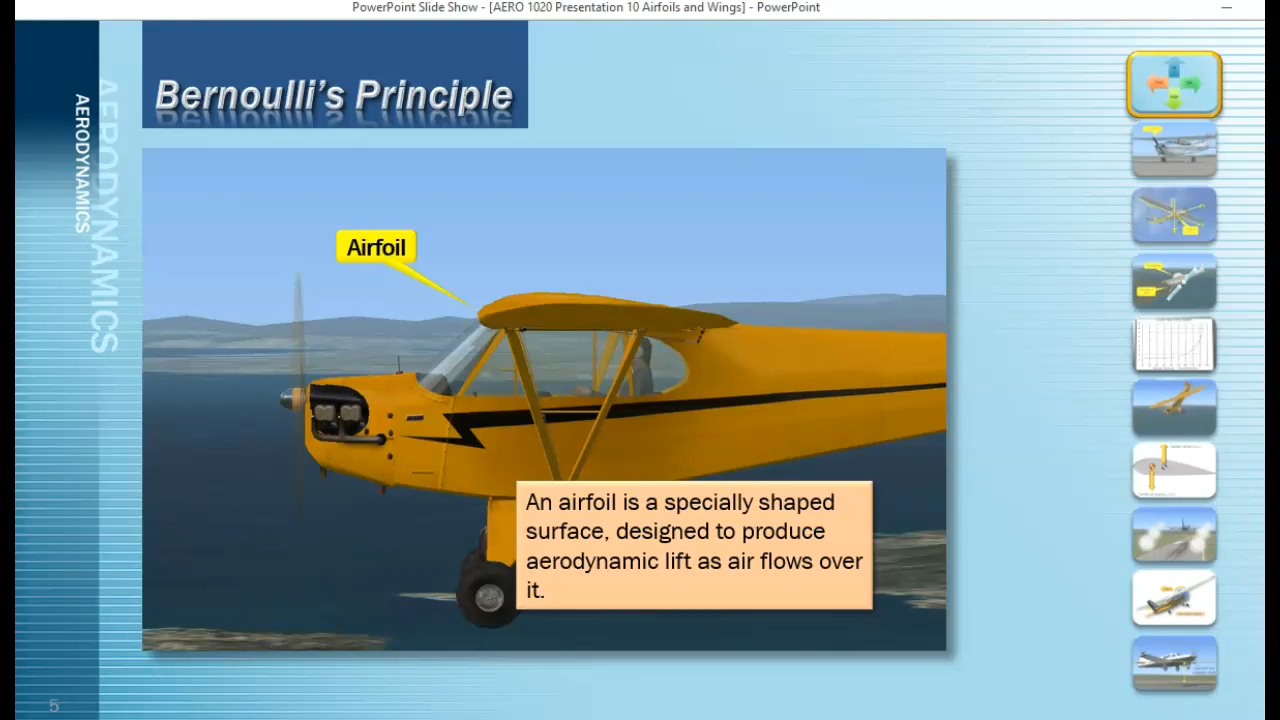 PowerPoint Slide Show - [AERO 1020 Presentation 10 Airfoils and Wings] - PowerPoint
Bernoulli's Principle
AERODYNAMICS
AERODYNAMICS
Airfoil
An airfoil is a specially shaped
surface, designed to produce
aerodynamic lift as air flows over
it.
5